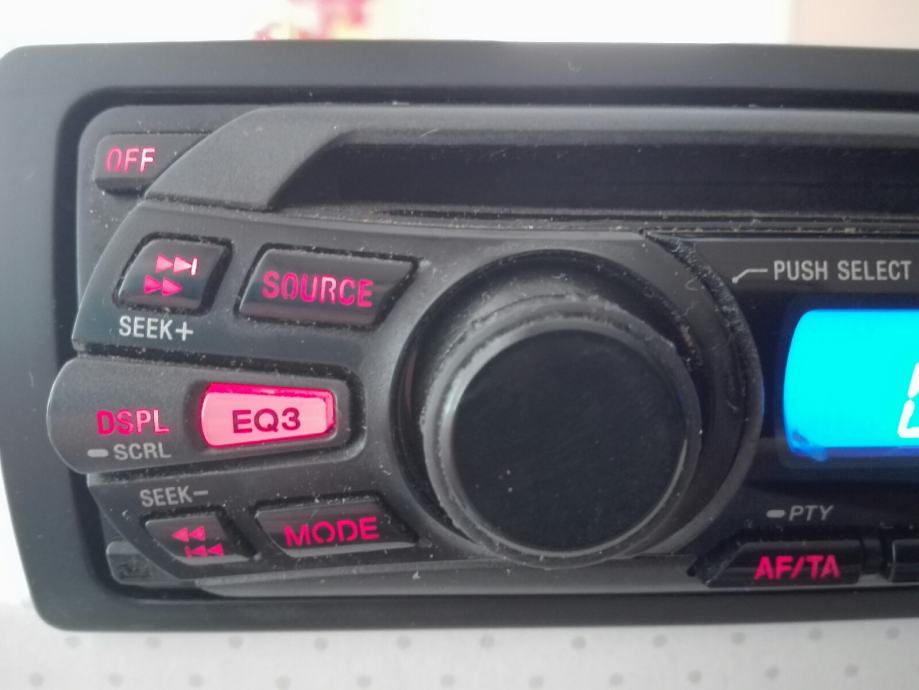 OFF
SOURCE
PUSH SELECT
SEEK+
DSPL
EQ3
SCRL
SEEK-
MODE
PTY
AF/TA